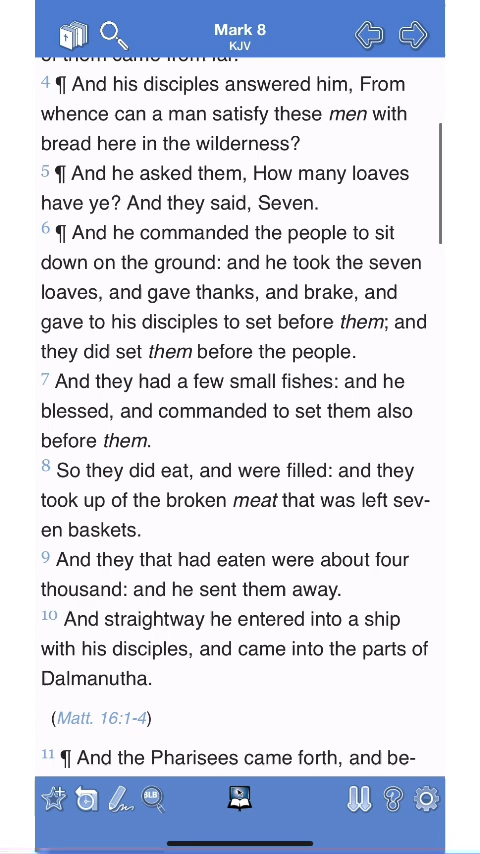 Mark 8
KJV
of them came from far.
4 ¶ And his disciples answered him, From
whence can a man satisfy these men with
bread here in the wilderness?
5 ¶ And he asked them, How many loaves
have ye? And they said, Seven.
6 ¶ And he commanded the people to sit
down on the ground: and he took the seven
loaves, and gave thanks, and brake, and
gave to his disciples to set before them; and
they did set them before the people.
7 And they had a few small fishes: and he
blessed, and commanded to set them also
before them.
8 So they did eat, and were filled: and they
took up of the broken meat that was left sev-
en baskets.
9 And they that had eaten were about four
thousand: and he sent them away.
10 And straightway he entered into a ship
with his disciples, and came into the parts of
Dalmanutha.
(Matt. 16:1-4)
11 ¶ And the Pharisees came forth, and be-
BLB